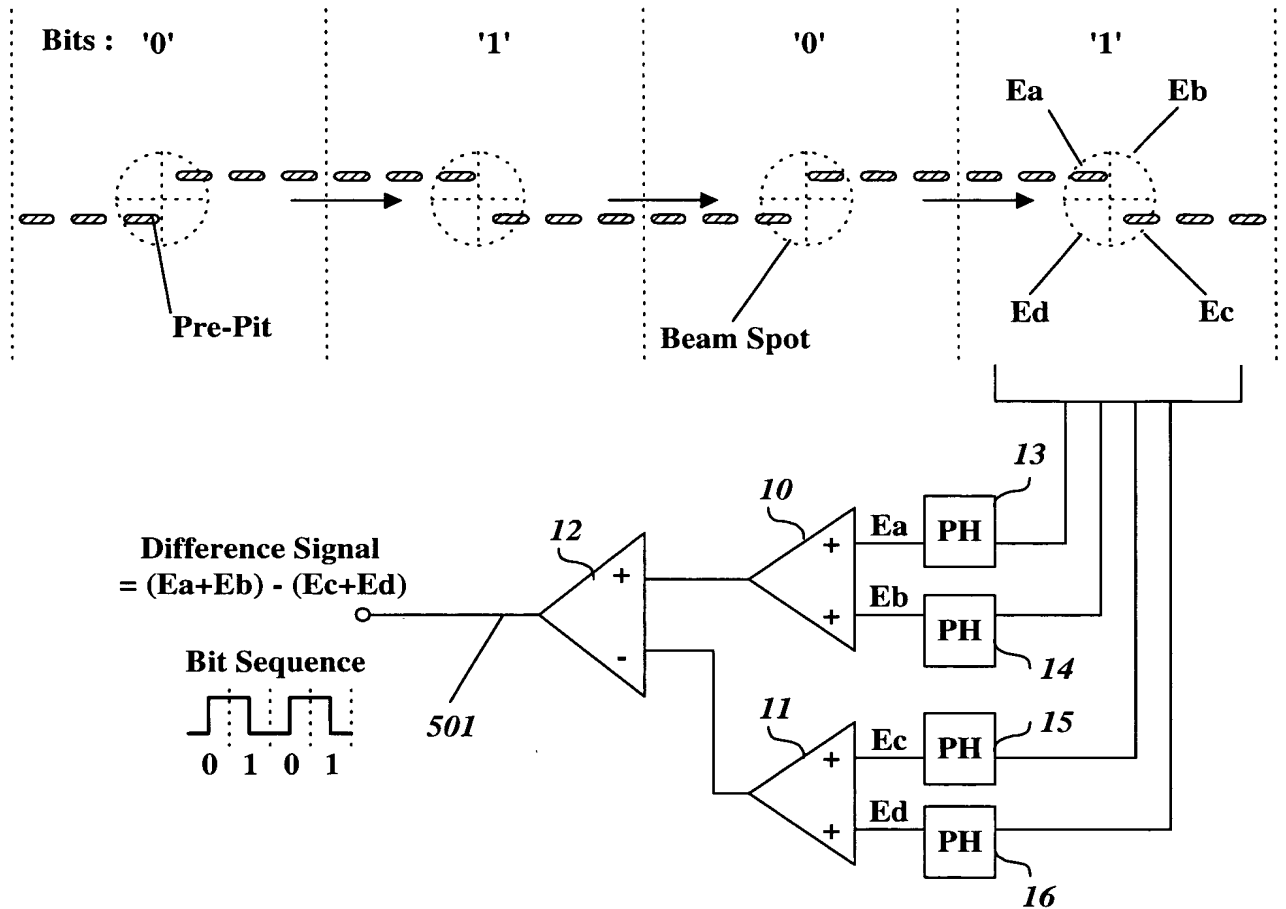 Bits : '0' '1' '0' '1'
Ea Eb
Pre-Pit
Beam Spot
Ed Ec
13
10
12
Ea PH
Difference Signal
= (Ea+Eb) - (Ec+Ed)
+ +
Eb PH
+
-
14
Bit Sequence
501
11
15
Ec PH
+
0 1 0 1
Ed PH
+
16